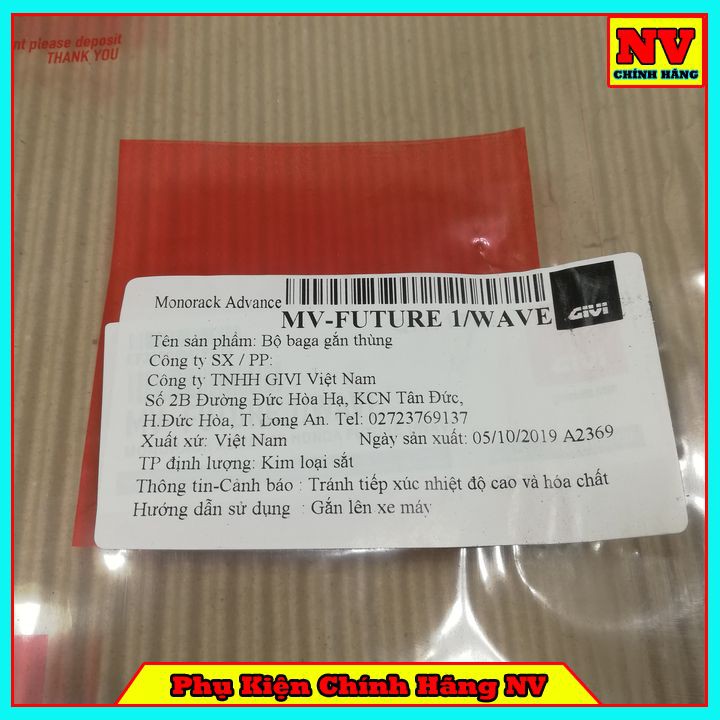 nt please deposit
THANK YOU
NV
CHÍNH HÃNG
Monorack Advance
MV-FUTURE 1/WAVE
GIVI
Tên sản phẩm: Bộ baga gắn thùng
Công ty SX / PP:
Công ty TNHH GIVI Việt Nam
Số 2B Đường Đức Hòa Hạ, KCN Tân Đức,
H.Đức Hòa, T. Long An. Tel: 02723769137
Xuất xứ: Việt Nam Ngày sản xuất: 05/10/2019 A2369
TP định lượng: Kim loại sắt
Thông tin-Cảnh báo : Tránh tiếp xúc nhiệt độ cao và hóa chất
Hướng dẫn sử dụng : Gắn lên xe máy
Phụ Kiện Chính Hãng NV